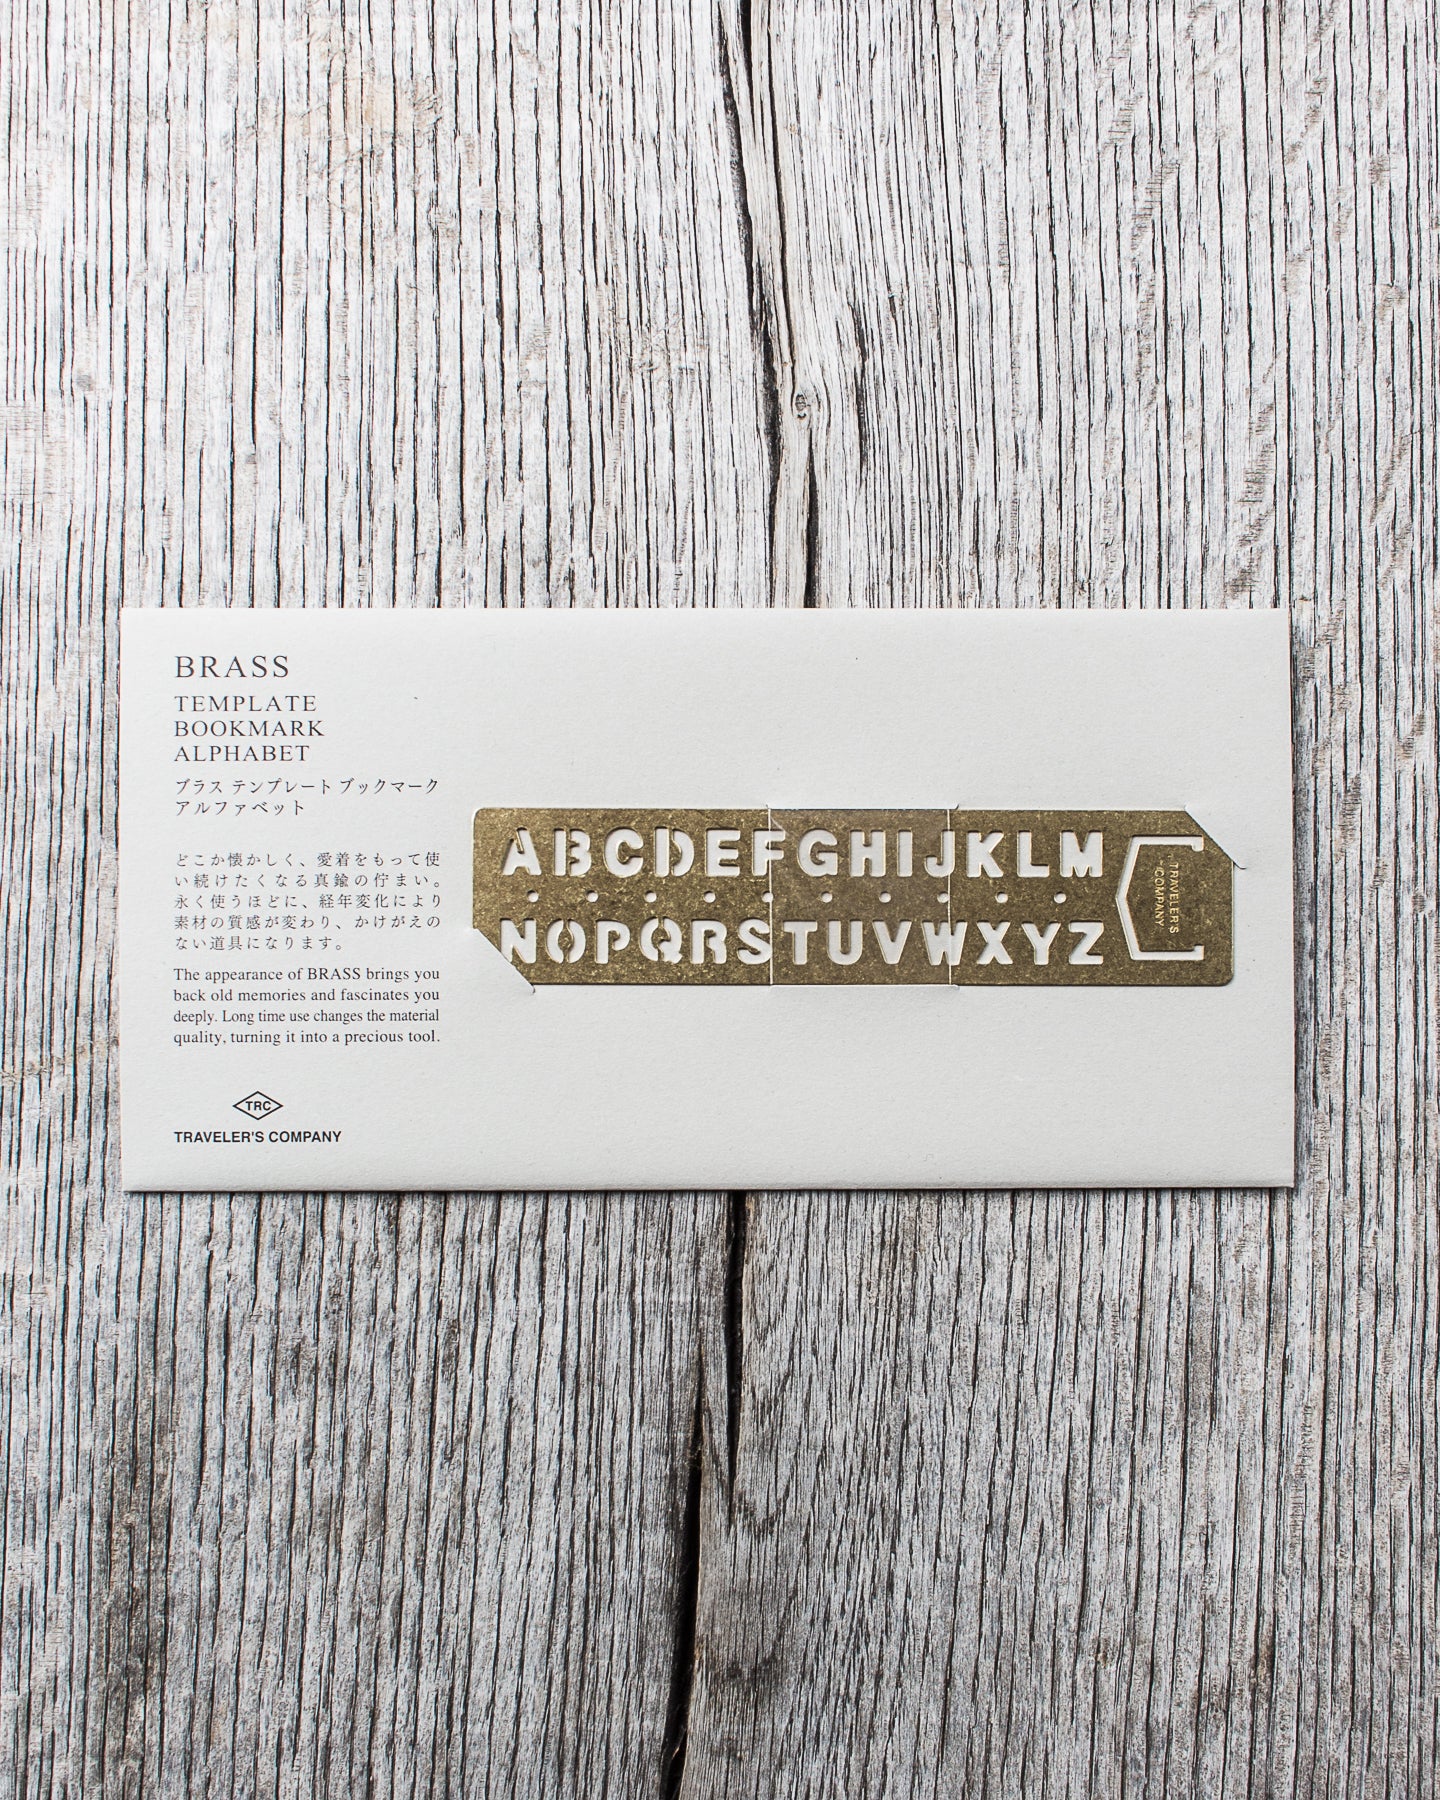 BRASS
TEMPLATE
BOOKMARK
ALPHABET
ブラス テンプレート ブックマーク
アルファベット
どこか懐かしく、愛着をもって使
い続けたくなる真鍮の佇まい。
永く使うほどに、経年変化により
素材の質感が変わり、かけがえの
ない道具になります。
The appearance of BRASS brings you
back old memories and fascinates you
deeply. Long time use changes the material
quality, turning it into a precious tool.
TRC
TRAVELER'S COMPANY
ABCDEFGHIJKLM
NOPQRSTUVWXYZ
TRAVELER'S
COMPANY